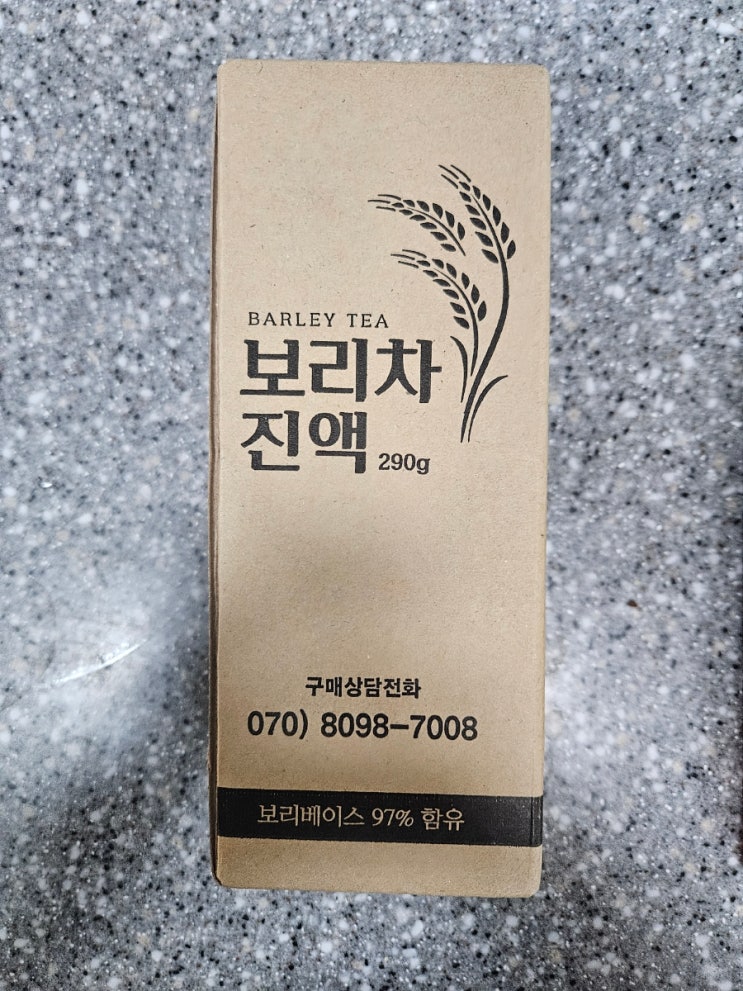 BARLEY TEA
보리차
진액 290g
구매상담전화
070) 8098-7008
보리베이스 97% 함유